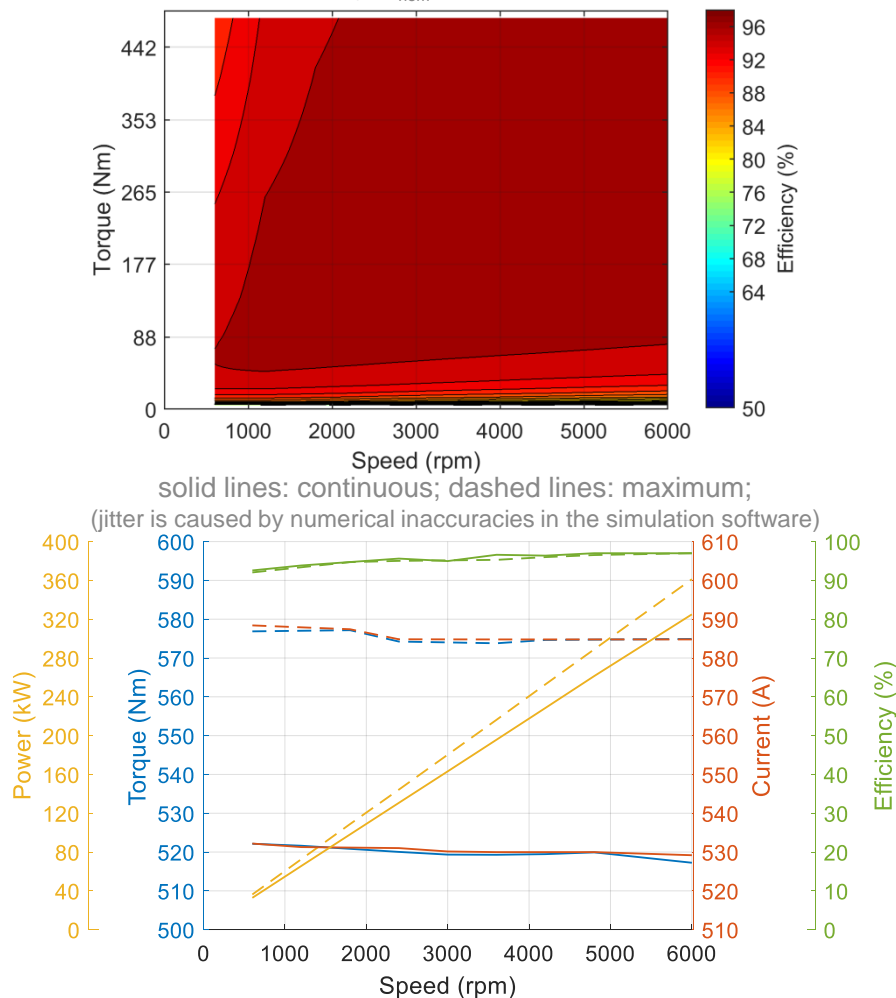 nom
442
353
265
177
88
0
Torque (Nm)
0 1000 2000 3000 4000 5000 6000
Speed (rpm)
96
92
88
84
80
76
72
68
64
50
Efficiency (%)
solid lines: continuous; dashed lines: maximum;
(jitter is caused by numerical inaccuracies in the simulation software)
400 600 610 100
360 590 600 90
320 580 590 80
280 570 580 70
240 560 570 60
200 550 560 50
160 540 550 40
120 530 540 30
80 520 530 20
40 510 520 10
0 500 510 0
Power (kW)
Torque (Nm)
Current (A)
Efficiency (%)
0 1000 2000 3000 4000 5000 6000
Speed (rpm)